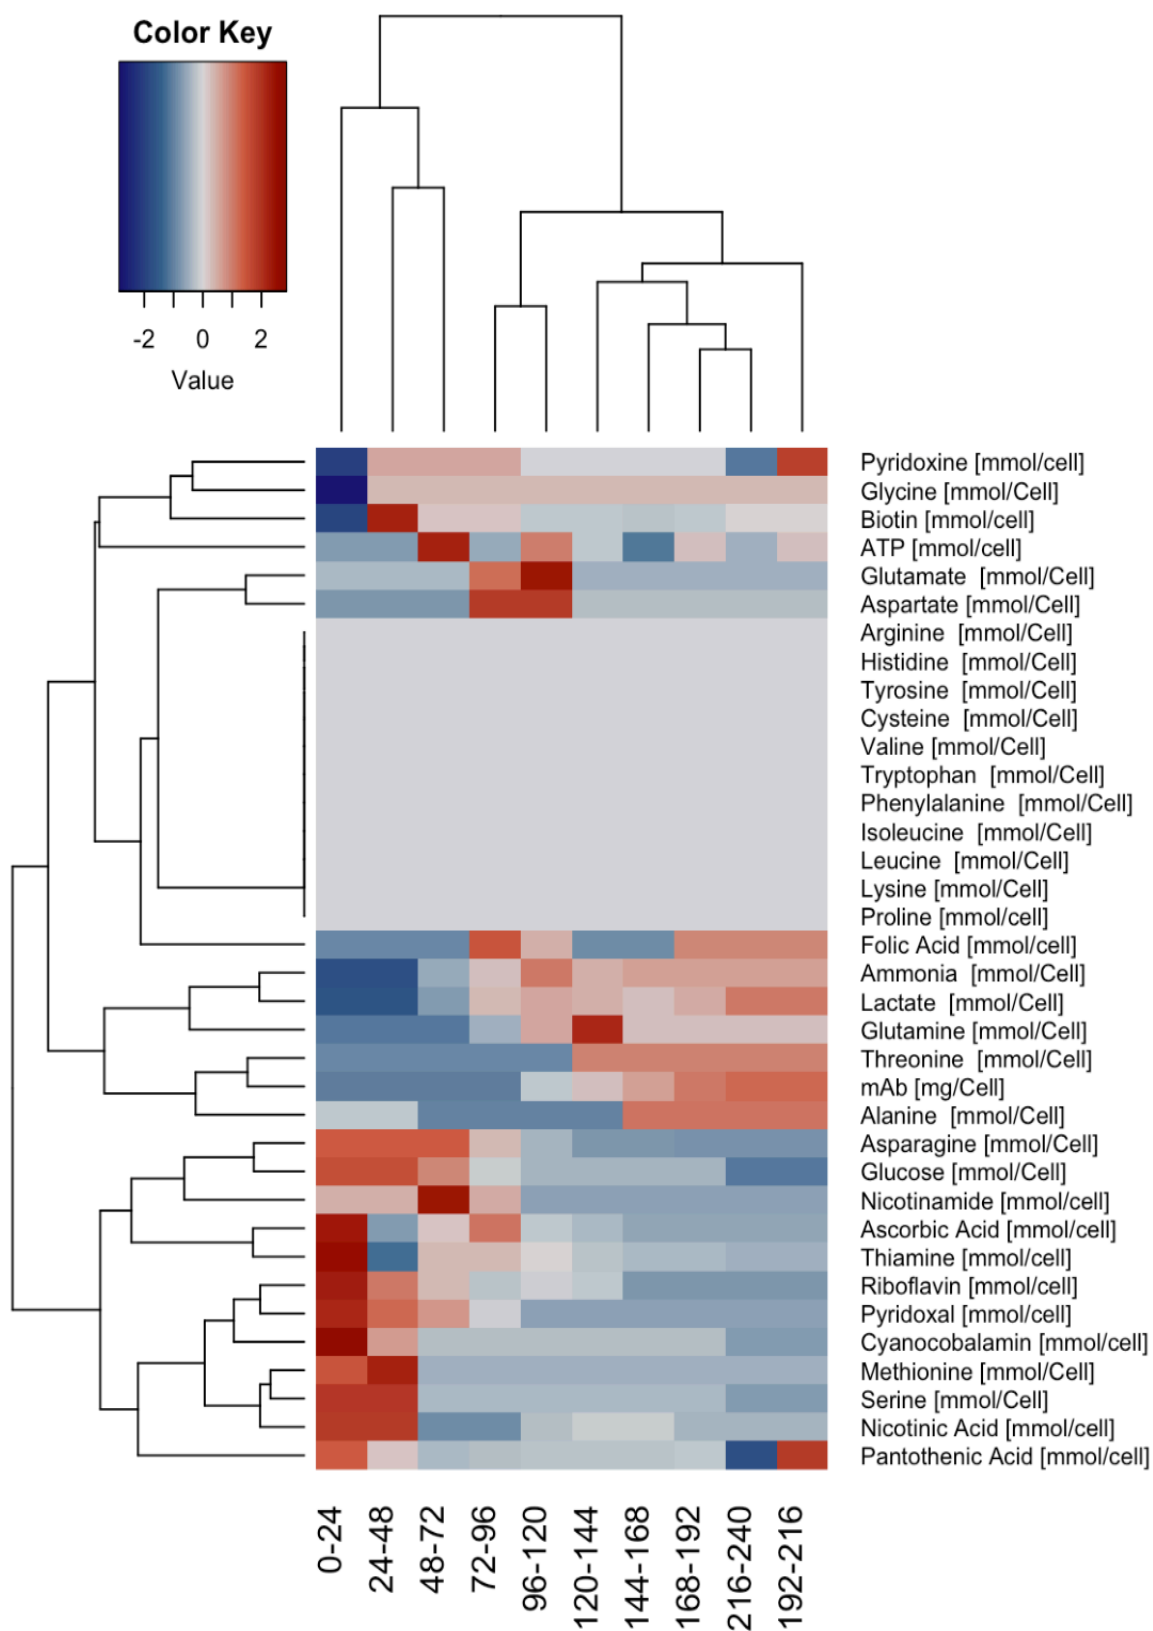 Color Key
-2 0 2
Value
Pyridoxine [mmol/cell]
Glycine [mmol/Cell]
Biotin [mmol/cell]
ATP [mmol/cell]
Glutamate  [mmol/Cell]
Aspartate [mmol/Cell]
Arginine  [mmol/Cell]
Histidine  [mmol/Cell]
Tyrosine  [mmol/Cell]
Cysteine  [mmol/Cell]
Valine [mmol/Cell]
Tryptophan  [mmol/Cell]
Phenylalanine  [mmol/Cell]
Isoleucine  [mmol/Cell]
Leucine  [mmol/Cell]
Lysine [mmol/Cell]
Proline [mmol/cell]
Folic Acid [mmol/cell]
Ammonia  [mmol/Cell]
Lactate  [mmol/Cell]
Glutamine [mmol/Cell]
Threonine  [mmol/Cell]
mAb [mg/Cell]
Alanine  [mmol/Cell]
Asparagine [mmol/Cell]
Glucose [mmol/Cell]
Nicotinamide [mmol/cell]
Ascorbic Acid [mmol/cell]
Thiamine [mmol/cell]
Riboflavin [mmol/cell]
Pyridoxal [mmol/cell]
Cyanocobalamin [mmol/cell]
Methionine [mmol/Cell]
Serine [mmol/Cell]
Nicotinic Acid [mmol/cell]
Pantothenic Acid [mmol/cell]
0-24
24-48
48-72
72-96
96-120
120-144
144-168
168-192
216-240
192-216